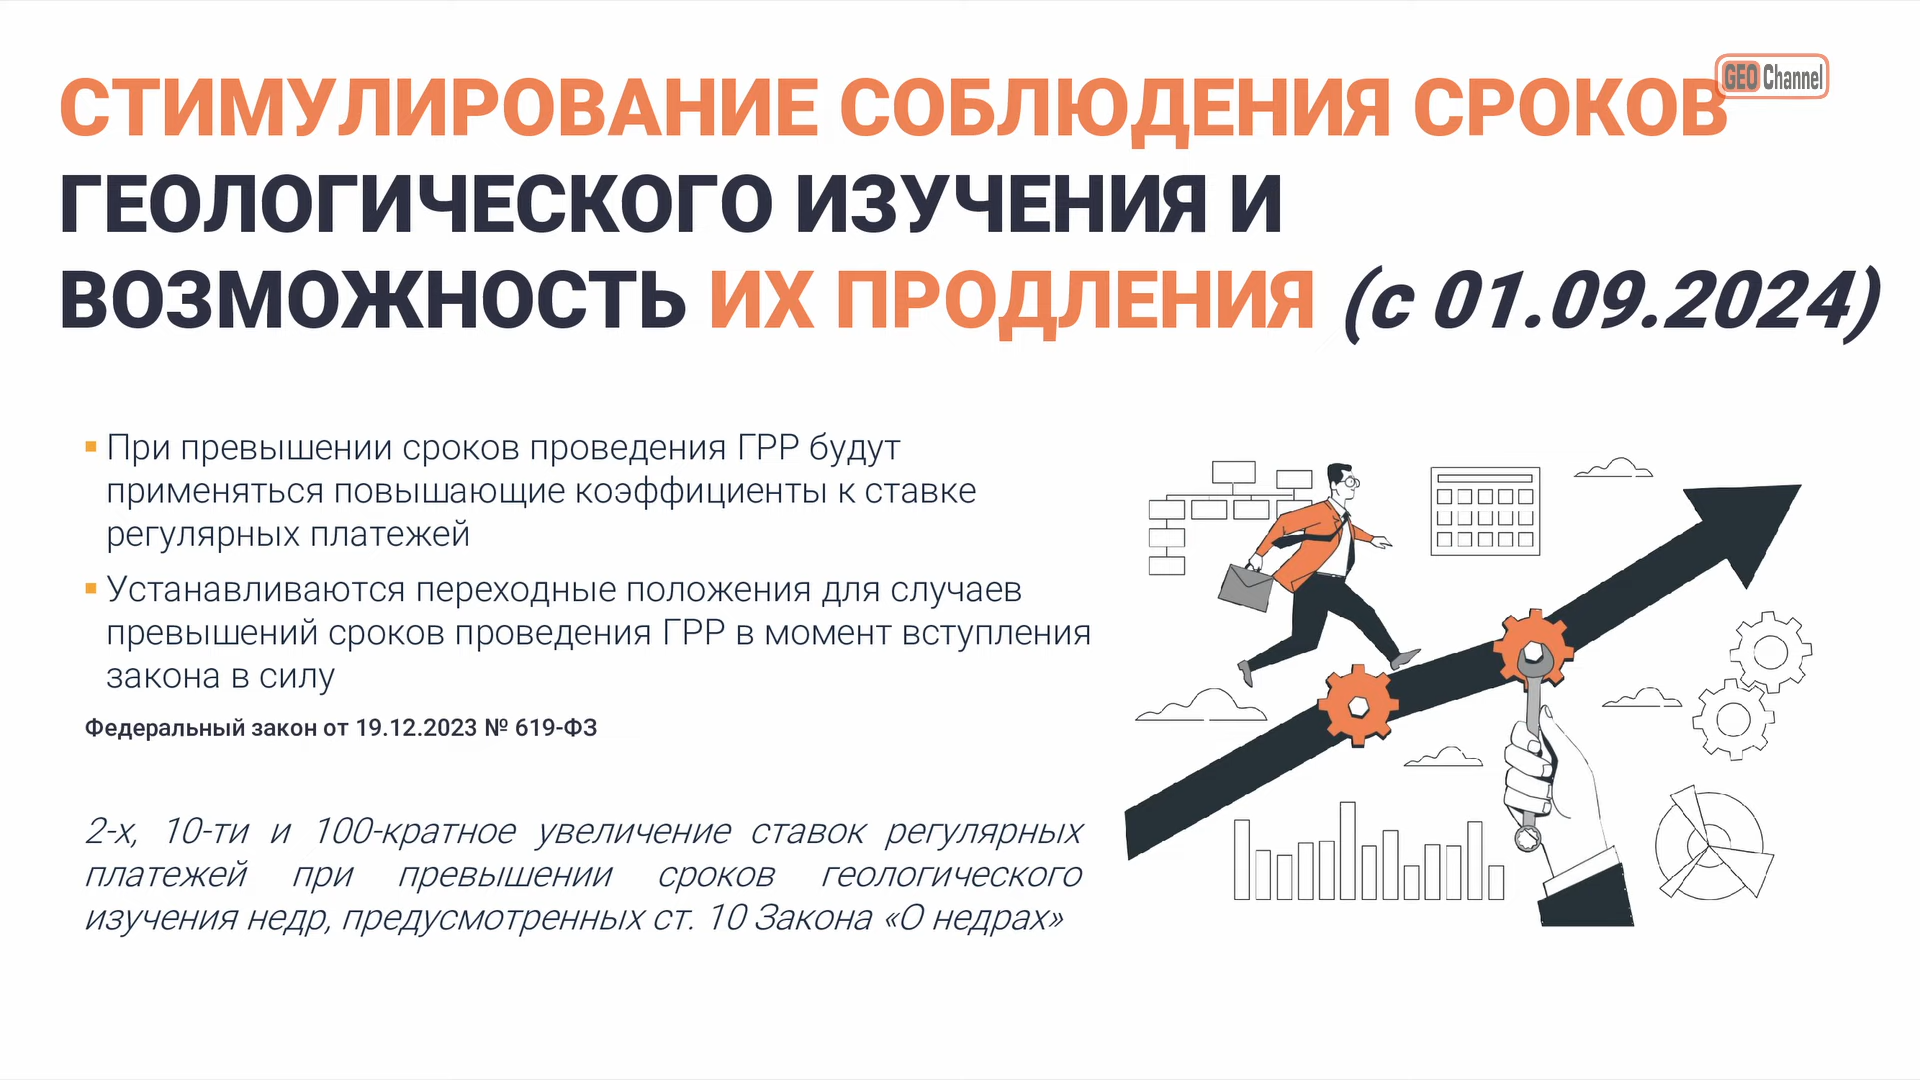 СТИМУЛИРОВАНИЕ СОБЛЮДЕНИЯ СРОКОВ
GEO Channel
ГЕОЛОГИЧЕСКОГО ИЗУЧЕНИЯ И
ВОЗМОЖНОСТЬ ИХ ПРОДЛЕНИЯ (с 01.09.2024)
▪ При превышении сроков проведения ГРР будут
применяться повышающие коэффициенты к ставке
регулярных платежей
▪ Устанавливаются переходные положения для случаев
превышений сроков проведения ГРР в момент вступления
закона в силу
Федеральный закон от 19.12.2023 № 619-ФЗ
2-х, 10-ти и 100-кратное увеличение ставок регулярных
платежей при превышении сроков геологического
изучения недр, предусмотренных ст. 10 Закона «О недрах»